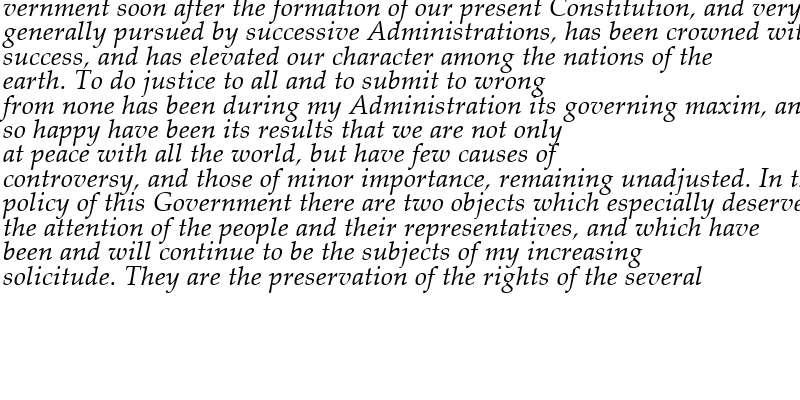 vernment soon after the formation of our present Constitution, and very
generally pursued by successive Administrations, has been crowned wit
success, and has elevated our character among the nations of the
earth. To do justice to all and to submit to wrong
from none has been during my Administration its governing maxim, an
so happy have been its results that we are not only
at peace with all the world, but have few causes of
controversy, and those of minor importance, remaining unadjusted. In t
policy of this Government there are two objects which especially deserve
the attention of the people and their representatives, and which have
been and will continue to be the subjects of my increasing
solicitude. They are the preservation of the rights of the several